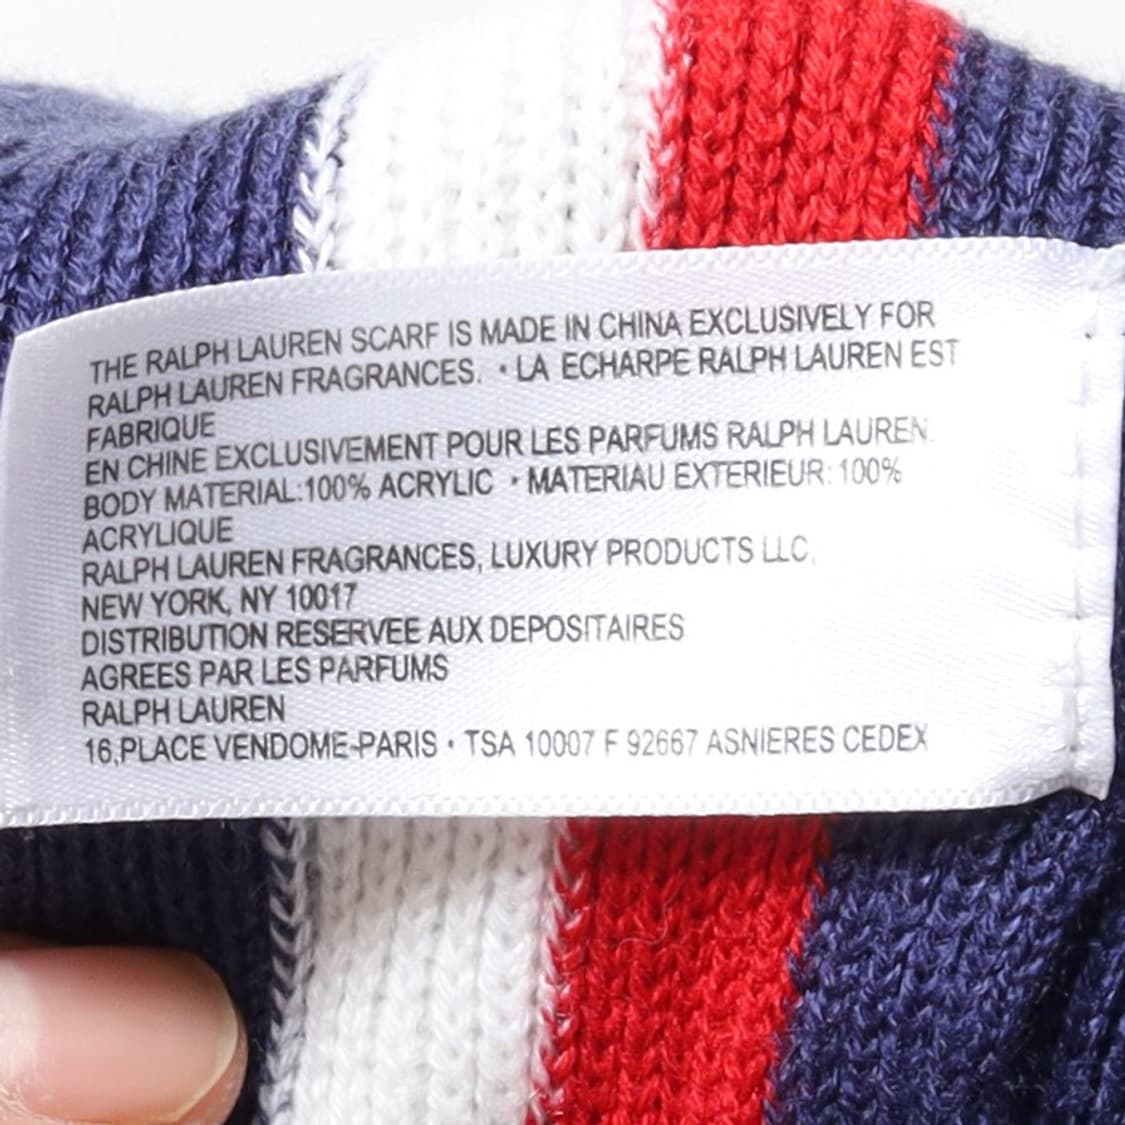 THE RALPH LAUREN SCARF IS MADE IN CHINA EXCLUSIVELY FOR
RALPH LAUREN FRAGRANCES. • LA ECHARPE RALPH LAUREN EST
FABRIQUE
EN CHINE EXCLUSIVEMENT POUR LES PARFUMS RALPH LAUREN.
BODY MATERIAL:100% ACRYLIC • MATERIAU EXTERIEUR: 100%
ACRYLIQUE
RALPH LAUREN FRAGRANCES, LUXURY PRODUCTS LLC,
NEW YORK, NY 10017
DISTRIBUTION RESERVEE AUX DEPOSITAIRES
AGREES PAR LES PARFUMS
RALPH LAUREN
16,PLACE VENDOME-PARIS • TSA 10007 F 92667 ASNIERES CEDEX